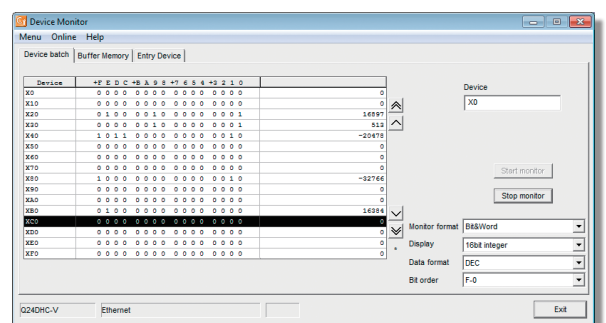 Device Monitor
Menu Online Help
Device batch Buffer Memory Entry Device
Device +F E D C +B A 9 8 +7 6 5 4 +3 2 1 0
X0 0 0 0 0 0 0 0 0 0 0 0 0 0 0 0 0 0
X10 0 0 0 0 0 0 0 0 0 0 0 0 0 0 0 0 0
X20 0 1 0 0 0 0 1 0 0 0 0 0 0 0 0 1 16897
X30 0 0 0 0 0 0 1 0 0 0 0 0 0 0 0 1 513
X40 1 0 1 1 0 0 0 0 0 0 0 0 0 0 1 0 -20478
X50 0 0 0 0 0 0 0 0 0 0 0 0 0 0 0 0 0
X60 0 0 0 0 0 0 0 0 0 0 0 0 0 0 0 0 0
X70 0 0 0 0 0 0 0 0 0 0 0 0 0 0 0 0 0
X80 1 0 0 0 0 0 0 0 0 0 0 0 0 0 1 0 -32766
X90 0 0 0 0 0 0 0 0 0 0 0 0 0 0 0 0 0
XA0 0 0 0 0 0 0 0 0 0 0 0 0 0 0 0 0 0
XB0 0 1 0 0 0 0 0 0 0 0 0 0 0 0 0 0 16384
XC0 0 0 0 0 0 0 0 0 0 0 0 0 0 0 0 0 0
XD0 0 0 0 0 0 0 0 0 0 0 0 0 0 0 0 0 0
XE0 0 0 0 0 0 0 0 0 0 0 0 0 0 0 0 0 0
XF0 0 0 0 0 0 0 0 0 0 0 0 0 0 0 0 0 0
Device
X0
Start monitor
Stop monitor
Monitor format Bit&Word
Display 16bit integer
Data format DEC
Bit order F-0
Q24DHC-V Ethernet Exit